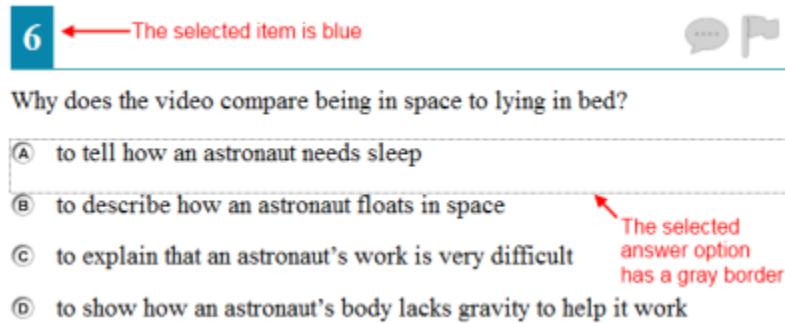 6
The selected item is blue
Why does the video compare being in space to lying in bed?
A to tell how an astronaut needs sleep
B to describe how an astronaut floats in space
C to explain that an astronaut’s work is very difficult
D to show how an astronaut’s body lacks gravity to help it work
The selected
answer option
has a gray border